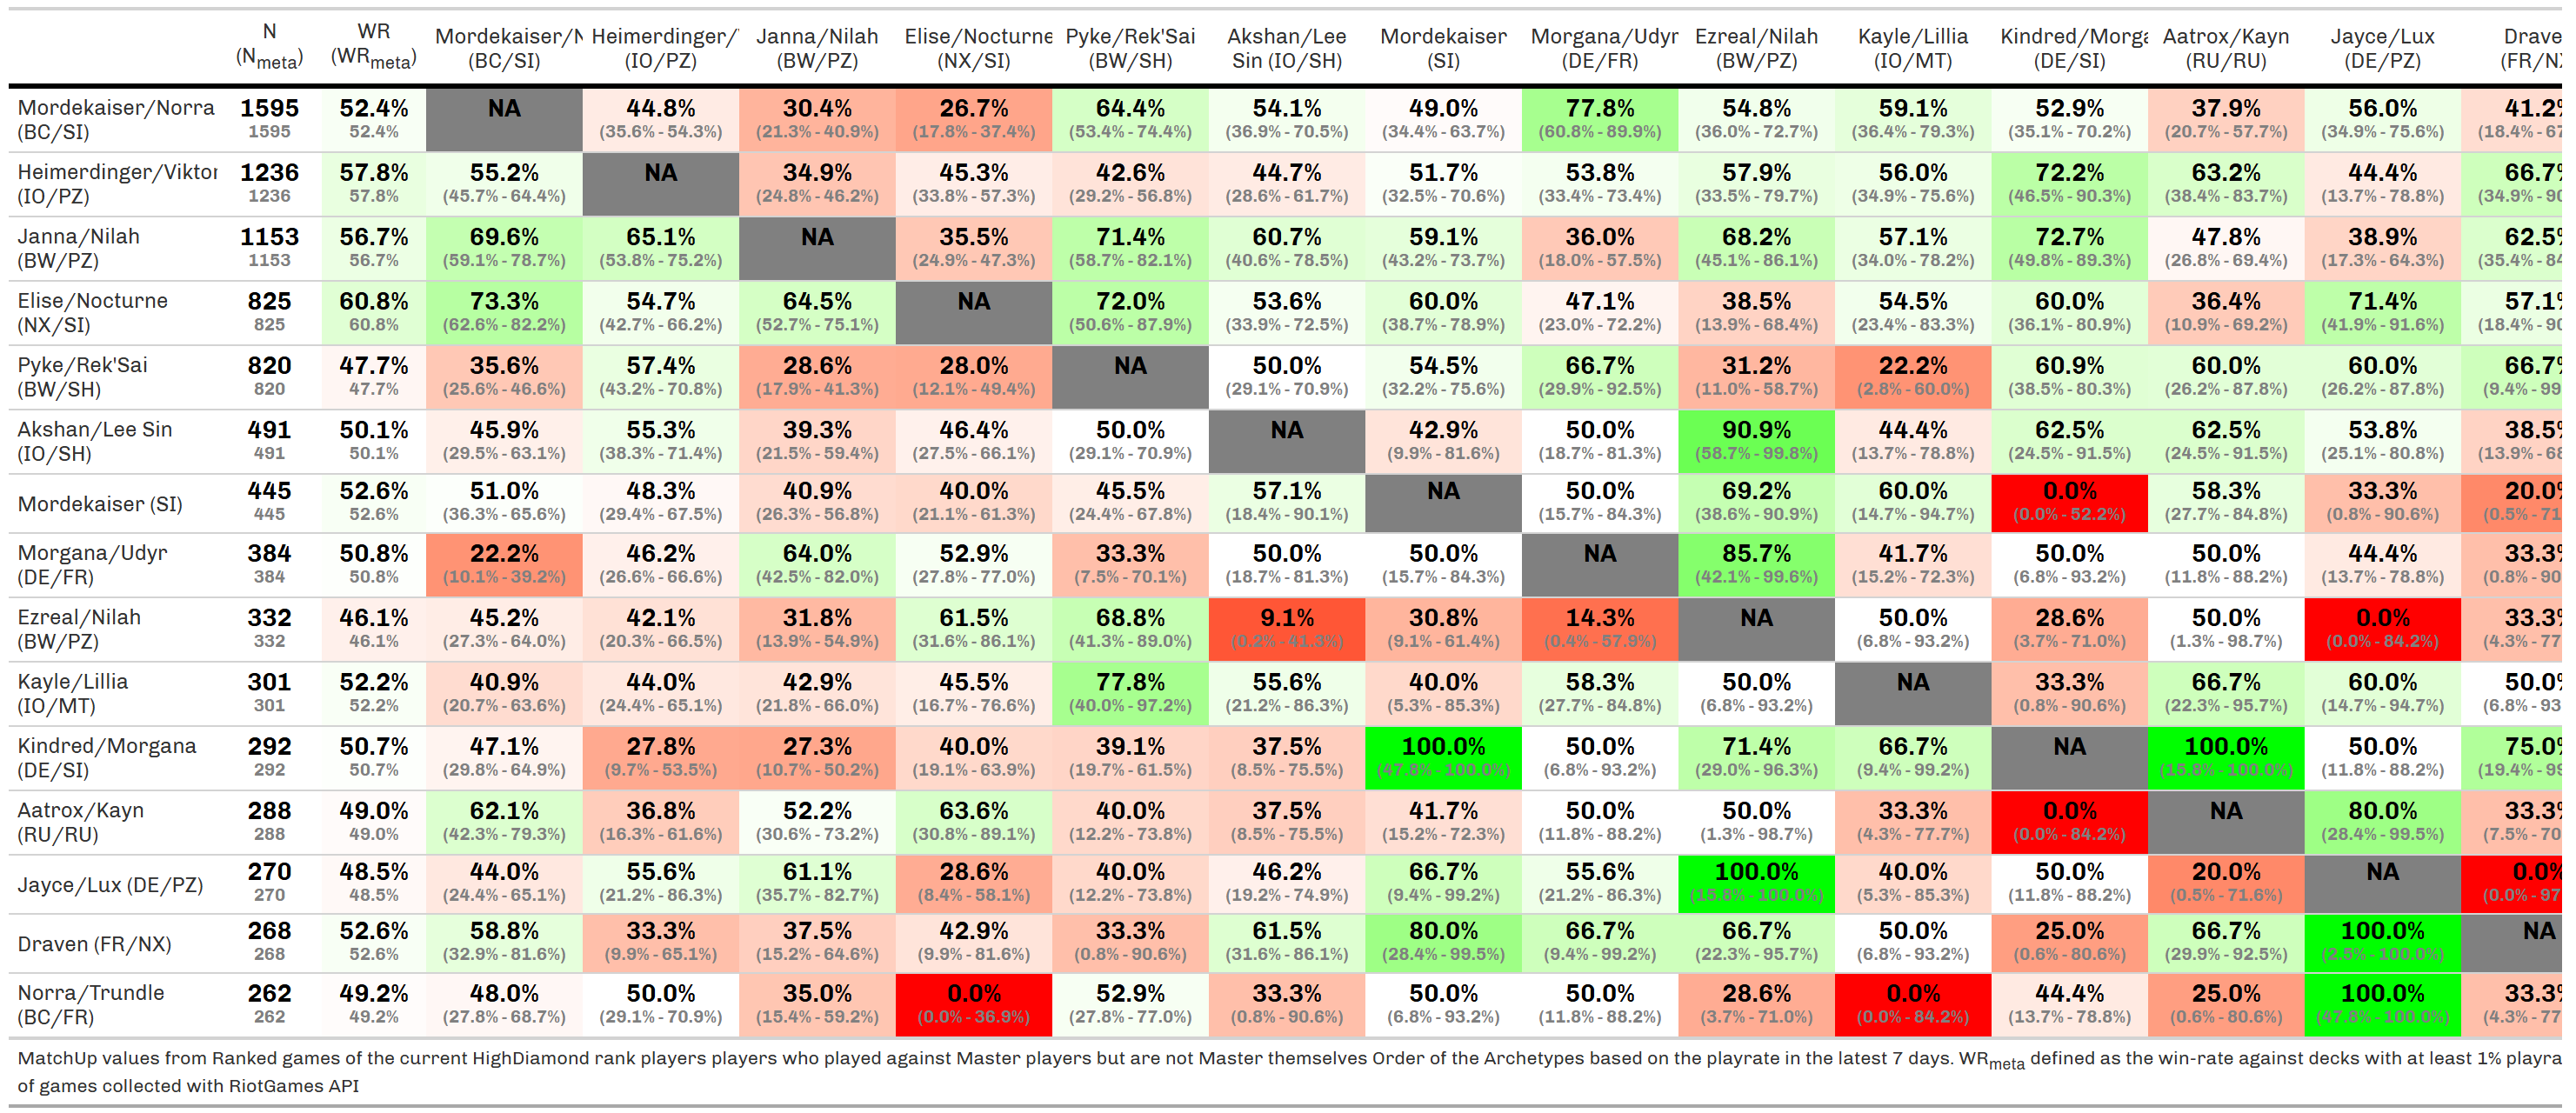 N WR Mordekaiser/N Heimerdinger/ Janna/Nilah Elise/Nocturne Pyke/Rek'Sai Akshan/Lee Mordekaiser Morgana/Udyr Ezreal/Nilah Kayle/Lillia Kindred/Morga Aatrox/Kayn Jayce/Lux Drave
(Nmeta) (WRmeta) (BC/SI) (IO/PZ) (BW/PZ) (NX/SI) (BW/SH) Sin (IO/SH) (SI) (DE/FR) (BW/PZ) (IO/MT) (DE/SI) (RU/RU) (DE/PZ) (FR/NX
Mordekaiser/Norra 1595 52.4% NA 44.8% 30.4% 26.7% 64.4% 54.1% 49.0% 77.8% 54.8% 59.1% 52.9% 37.9% 56.0% 41.2%
(BC/SI) 1595 52.4% (35.6% - 54.3%) (21.3% - 40.9%) (17.8% - 37.4%) (53.4% - 74.4%) (36.9% - 70.5%) (34.4% - 63.7%) (60.8% - 89.9%) (36.0% - 72.7%) (36.4% - 79.3%) (35.1% - 70.2%) (20.7% - 57.7%) (34.9% - 75.6%) (18.4% - 67
Heimerdinger/Viktor 1236 57.8% 55.2% NA 34.9% 45.3% 42.6% 44.7% 51.7% 53.8% 57.9% 56.0% 72.2% 63.2% 44.4% 66.7%
(IO/PZ) 1236 57.8% (45.7% - 64.4%) (24.8% - 46.2%) (33.8% - 57.3%) (29.2% - 56.8%) (28.6% - 61.7%) (32.5% - 70.6%) (33.4% - 73.4%) (33.5% - 79.7%) (34.9% - 75.6%) (46.5% - 90.3%) (38.4% - 83.7%) (13.7% - 78.8%) (34.9% - 90
Janna/Nilah 1153 56.7% 69.6% 65.1% NA 35.5% 71.4% 60.7% 59.1% 36.0% 68.2% 57.1% 72.7% 47.8% 38.9% 62.5%
(BW/PZ) 1153 56.7% (59.1% - 78.7%) (53.8% - 75.2%) (24.9% - 47.3%) (58.7% - 82.1%) (40.6% - 78.5%) (43.2% - 73.7%) (18.0% - 57.5%) (45.1% - 86.1%) (34.0% - 78.2%) (49.8% - 89.3%) (26.8% - 69.4%) (17.3% - 64.3%) (35.4% - 84
Elise/Nocturne 825 60.8% 73.3% 54.7% 64.5% NA 72.0% 53.6% 60.0% 47.1% 38.5% 54.5% 60.0% 36.4% 71.4% 57.1%
(NX/SI) 825 60.8% (62.6% - 82.2%) (42.7% - 66.2%) (52.7% - 75.1%) (50.6% - 87.9%) (33.9% - 72.5%) (38.7% - 78.9%) (23.0% - 72.2%) (13.9% - 68.4%) (23.4% - 83.3%) (36.1% - 80.9%) (10.9% - 69.2%) (41.9% - 91.6%) (18.4% - 90
Pyke/Rek'Sai 820 47.7% 35.6% 57.4% 28.6% 28.0% NA 50.0% 54.5% 66.7% 31.2% 22.2% 60.9% 60.0% 60.0% 66.7%
(BW/SH) 820 47.7% (25.6% - 46.6%) (43.2% - 70.8%) (17.9% - 41.3%) (12.1% - 49.4%) (29.1% - 70.9%) (32.2% - 75.6%) (29.9% - 92.5%) (11.0% - 58.7%) (2.8% - 60.0%) (38.5% - 80.3%) (26.2% - 87.8%) (26.2% - 87.8%) (9.4% - 99
Akshan/Lee Sin 491 50.1% 45.9% 55.3% 39.3% 46.4% 50.0% NA 42.9% 50.0% 90.9% 44.4% 62.5% 62.5% 53.8% 38.5%
(IO/SH) 491 50.1% (29.5% - 63.1%) (38.3% - 71.4%) (21.5% - 59.4%) (27.5% - 66.1%) (29.1% - 70.9%) (9.9% - 81.6%) (18.7% - 81.3%) (58.7% - 99.8%) (13.7% - 78.8%) (24.5% - 91.5%) (24.5% - 91.5%) (25.1% - 80.8%) (13.9% - 68
Mordekaiser (SI) 445 52.6% 51.0% 48.3% 40.9% 40.0% 45.5% 57.1% NA 50.0% 69.2% 60.0% 0.0% 58.3% 33.3% 20.0%
445 52.6% (36.3% - 65.6%) (29.4% - 67.5%) (26.3% - 56.8%) (21.1% - 61.3%) (24.4% - 67.8%) (18.4% - 90.1%) (15.7% - 84.3%) (38.6% - 90.9%) (14.7% - 94.7%) (0.0% - 52.2%) (27.7% - 84.8%) (0.8% - 90.6%) (0.5% - 71
Morgana/Udyr 384 50.8% 22.2% 46.2% 64.0% 52.9% 33.3% 50.0% 50.0% NA 85.7% 41.7% 50.0% 50.0% 44.4% 33.3%
(DE/FR) 384 50.8% (10.1% - 39.2%) (26.6% - 66.6%) (42.5% - 82.0%) (27.8% - 77.0%) (7.5% - 70.1%) (18.7% - 81.3%) (15.7% - 84.3%) (42.1% - 99.6%) (15.2% - 72.3%) (6.8% - 93.2%) (11.8% - 88.2%) (13.7% - 78.8%) (0.8% - 90
Ezreal/Nilah 332 46.1% 45.2% 42.1% 31.8% 61.5% 68.8% 9.1% 30.8% 14.3% NA 50.0% 28.6% 50.0% 0.0% 33.3%
(BW/PZ) 332 46.1% (27.3% - 64.0%) (20.3% - 66.5%) (13.9% - 54.9%) (31.6% - 86.1%) (41.3% - 89.0%) (0.2% - 41.3%) (9.1% - 61.4%) (0.4% - 57.9%) (6.8% - 93.2%) (3.7% - 71.0%) (1.3% - 98.7%) (0.0% - 84.2%) (4.3% - 77
Kayle/Lillia 301 52.2% 40.9% 44.0% 42.9% 45.5% 77.8% 55.6% 40.0% 58.3% 50.0% NA 33.3% 66.7% 60.0% 50.0%
(IO/MT) 301 52.2% (20.7% - 63.6%) (24.4% - 65.1%) (21.8% - 66.0%) (16.7% - 76.6%) (40.0% - 97.2%) (21.2% - 86.3%) (5.3% - 85.3%) (27.7% - 84.8%) (6.8% - 93.2%) (0.8% - 90.6%) (22.3% - 95.7%) (14.7% - 94.7%) (6.8% - 93
Kindred/Morgana 292 50.7% 47.1% 27.8% 27.3% 40.0% 39.1% 37.5% 100.0% 50.0% 71.4% 66.7% NA 100.0% 50.0% 75.0%
(DE/SI) 292 50.7% (29.8% - 64.9%) (9.7% - 53.5%) (10.7% - 50.2%) (19.1% - 63.9%) (19.7% - 61.5%) (8.5% - 75.5%) (47.8% - 100.0%) (6.8% - 93.2%) (29.0% - 96.3%) (9.4% - 99.2%) (15.8% - 100.0%) (11.8% - 88.2%) (19.4% - 99
Aatrox/Kayn 288 49.0% 62.1% 36.8% 52.2% 63.6% 40.0% 37.5% 41.7% 50.0% 50.0% 33.3% 0.0% NA 80.0% 33.3%
(RU/RU) 288 49.0% (42.3% - 79.3%) (16.3% - 61.6%) (30.6% - 73.2%) (30.8% - 89.1%) (12.2% - 73.8%) (8.5% - 75.5%) (15.2% - 72.3%) (11.8% - 88.2%) (1.3% - 98.7%) (4.3% - 77.7%) (0.0% - 84.2%) (28.4% - 99.5%) (7.5% - 70
Jayce/Lux (DE/PZ) 270 48.5% 44.0% 55.6% 61.1% 28.6% 40.0% 46.2% 66.7% 55.6% 100.0% 40.0% 50.0% 20.0% NA 0.0%
270 48.5% (24.4% - 65.1%) (21.2% - 86.3%) (35.7% - 82.7%) (8.4% - 58.1%) (12.2% - 73.8%) (19.2% - 74.9%) (9.4% - 99.2%) (21.2% - 86.3%) (15.8% - 100.0%) (5.3% - 85.3%) (11.8% - 88.2%) (0.5% - 71.6%) (0.0% - 97
Draven (FR/NX) 268 52.6% 58.8% 33.3% 37.5% 42.9% 33.3% 61.5% 80.0% 66.7% 66.7% 50.0% 25.0% 66.7% 100.0% NA
268 52.6% (32.9% - 81.6%) (9.9% - 65.1%) (15.2% - 64.6%) (9.9% - 81.6%) (0.8% - 90.6%) (31.6% - 86.1%) (28.4% - 99.5%) (9.4% - 99.2%) (22.3% - 95.7%) (6.8% - 93.2%) (0.6% - 80.6%) (29.9% - 92.5%) (2.5% - 100.0%)
Norra/Trundle 262 49.2% 48.0% 50.0% 35.0% 0.0% 52.9% 33.3% 50.0% 50.0% 28.6% 0.0% 44.4% 25.0% 100.0% 33.3%
(BC/FR) 262 49.2% (27.8% - 68.7%) (29.1% - 70.9%) (15.4% - 59.2%) (0.0% - 36.9%) (27.8% - 77.0%) (0.8% - 90.6%) (6.8% - 93.2%) (11.8% - 88.2%) (3.7% - 71.0%) (0.0% - 84.2%) (13.7% - 78.8%) (0.6% - 80.6%) (47.8% - 100.0%) (4.3% - 77
MatchUp values from Ranked games of the current HighDiamond rank players players who played against Master players but are not Master themselves Order of the Archetypes based on the playrate in the latest 7 days. WRmeta defined as the win-rate against decks with at least 1% playra
of games collected with RiotGames API